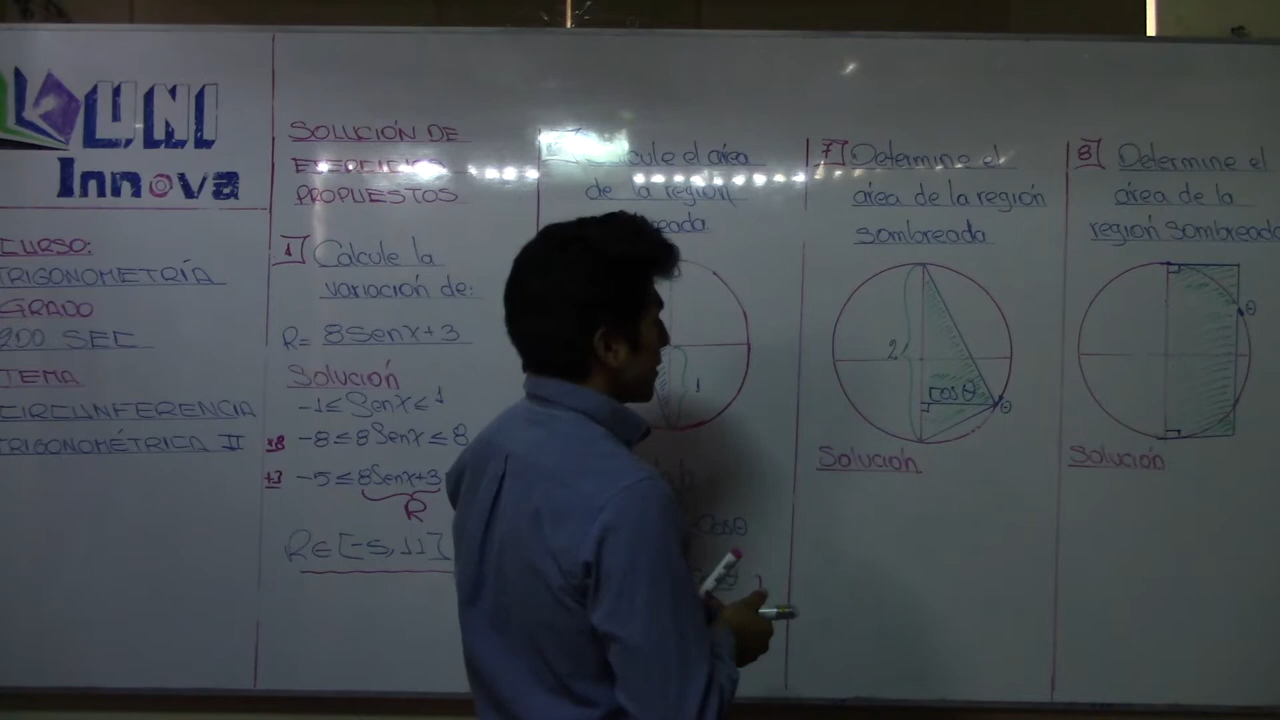 UNI
Innova
CURSO:
TRIGONOMETRÍA
GRADO
2DO SEC
TEMA
CIRCUNFERENCIA
TRIGONOMÉTRICA II
SOLUCIÓN DE
EJERCICIOS
PROPUESTOS
1 Calcule la
variación de:
R= 8Senx+3
Solución
-1≤Senx≤1
x8 -8≤8Senx≤8
+3 -5≤8Senx+3
R
R∈[-5,11]
el área
de la región
1
Cosθ
7 Determine el
área de la región
sombreada
2
cosθ
θ
Solución
8 Determine el
área de la
región sombreada
θ
Solución